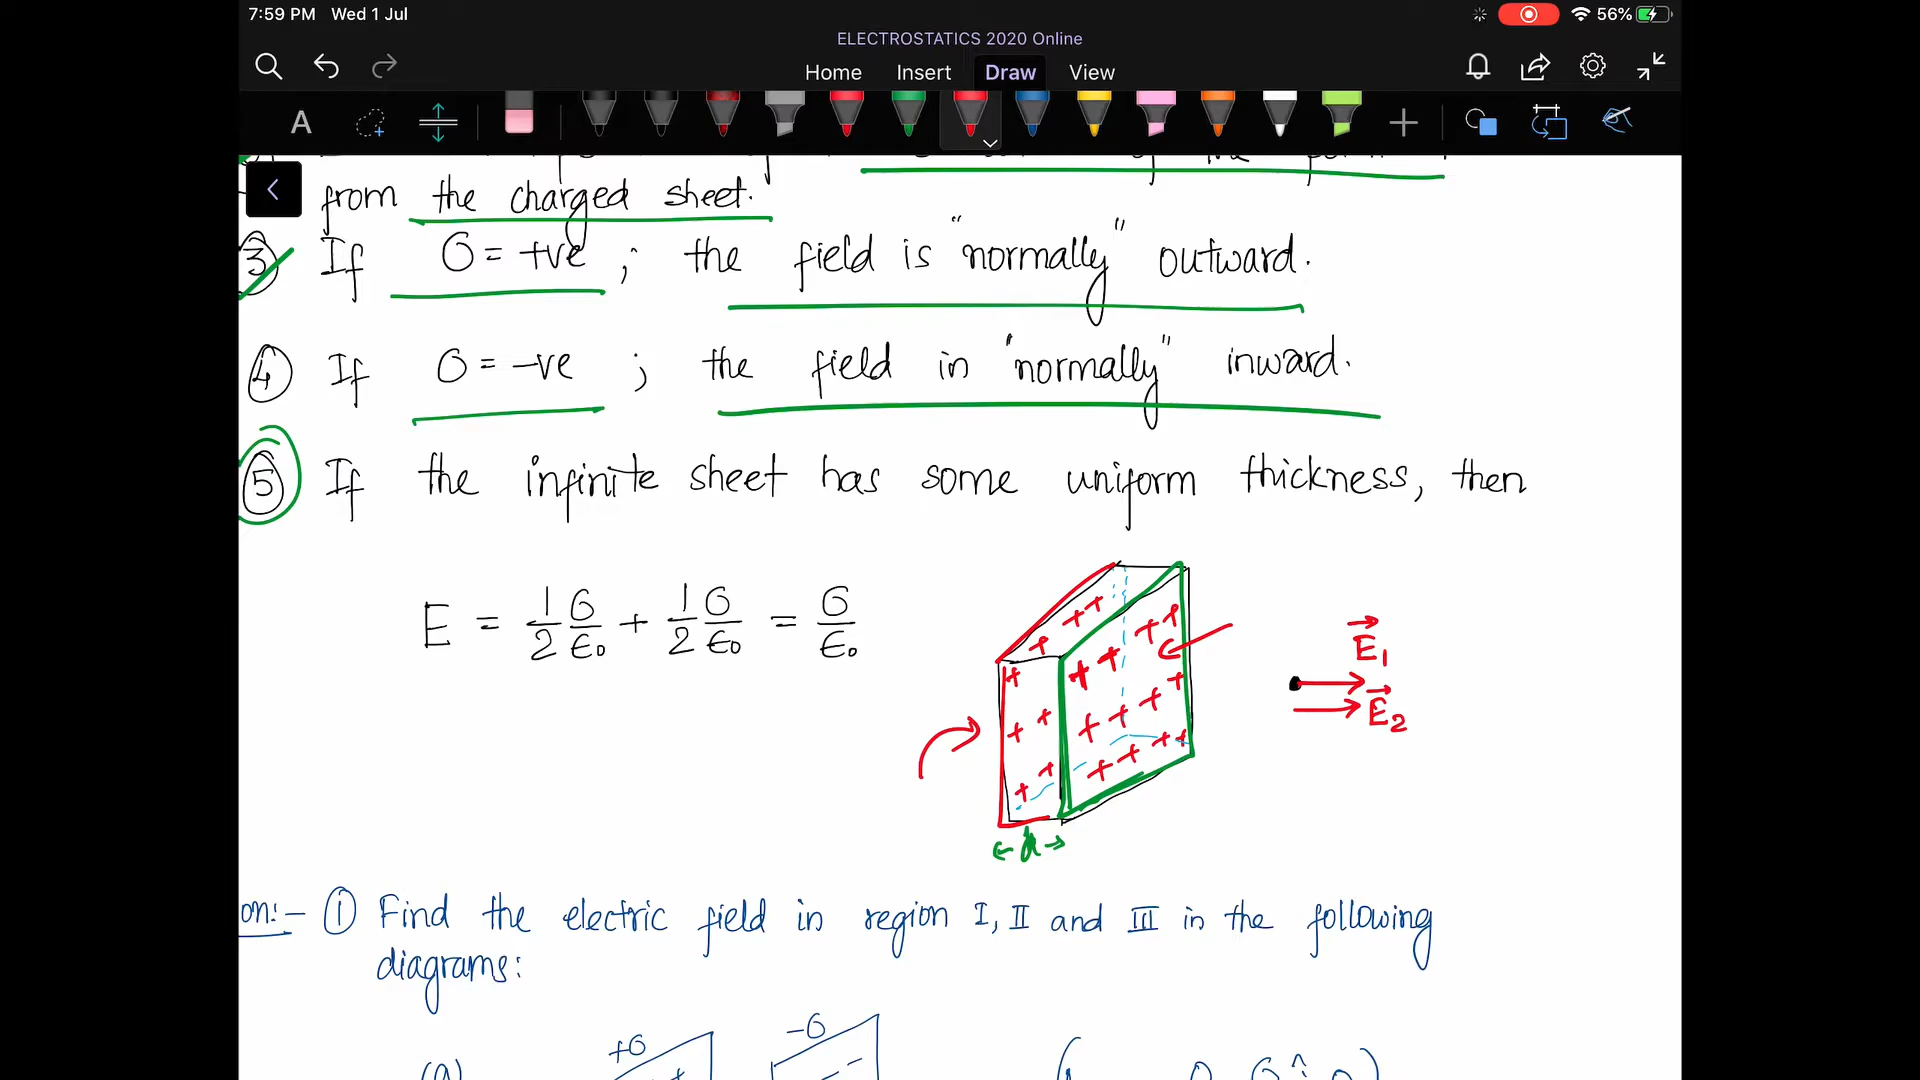 7:59 PM Wed 1 Jul
56%
ELECTROSTATICS 2020 Online
Home Insert Draw View
A
from the charged sheet.
③ If σ = +ve ; the field is "normally" outward.
④ If σ = -ve ; the field in "normally" inward.
⑤ If the infinite sheet has some uniform thickness, then
E = 1/2 σ/ε₀ + 1/2 σ/ε₀ = σ/ε₀
E₁
E₂
d
on:- ① Find the electric field in region I, II and III in the following
diagrams:
+σ -σ
(a)